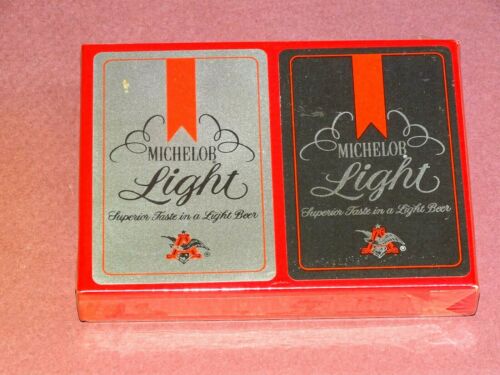 MICHELOB
Light
Superior Taste in a Light Beer
®
MICHELOB
Light
Superior Taste in a Light Beer
®